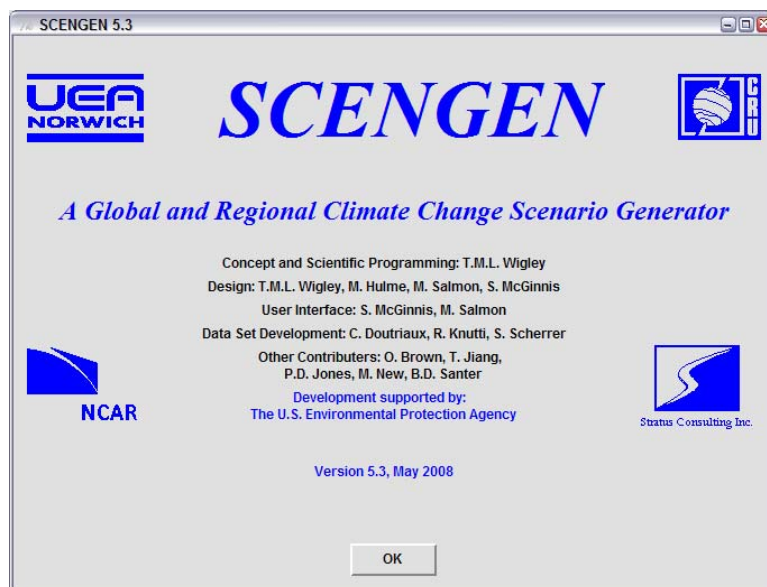 SCENGEN 5.3
UEA
NORWICH
SCENGEN
CRU
A Global and Regional Climate Change Scenario Generator
Concept and Scientific Programming: T.M.L. Wigley
Design: T.M.L. Wigley, M. Hulme, M. Salmon, S. McGinnis
User Interface: S. McGinnis, M. Salmon
Data Set Development: C. Doutriaux, R. Knutti, S. Scherrer
Other Contributers: O. Brown, T. Jiang,
P.D. Jones, M. New, B.D. Santer
NCAR
Development supported by:
The U.S. Environmental Protection Agency
Stratus Consulting Inc.
Version 5.3, May 2008
OK